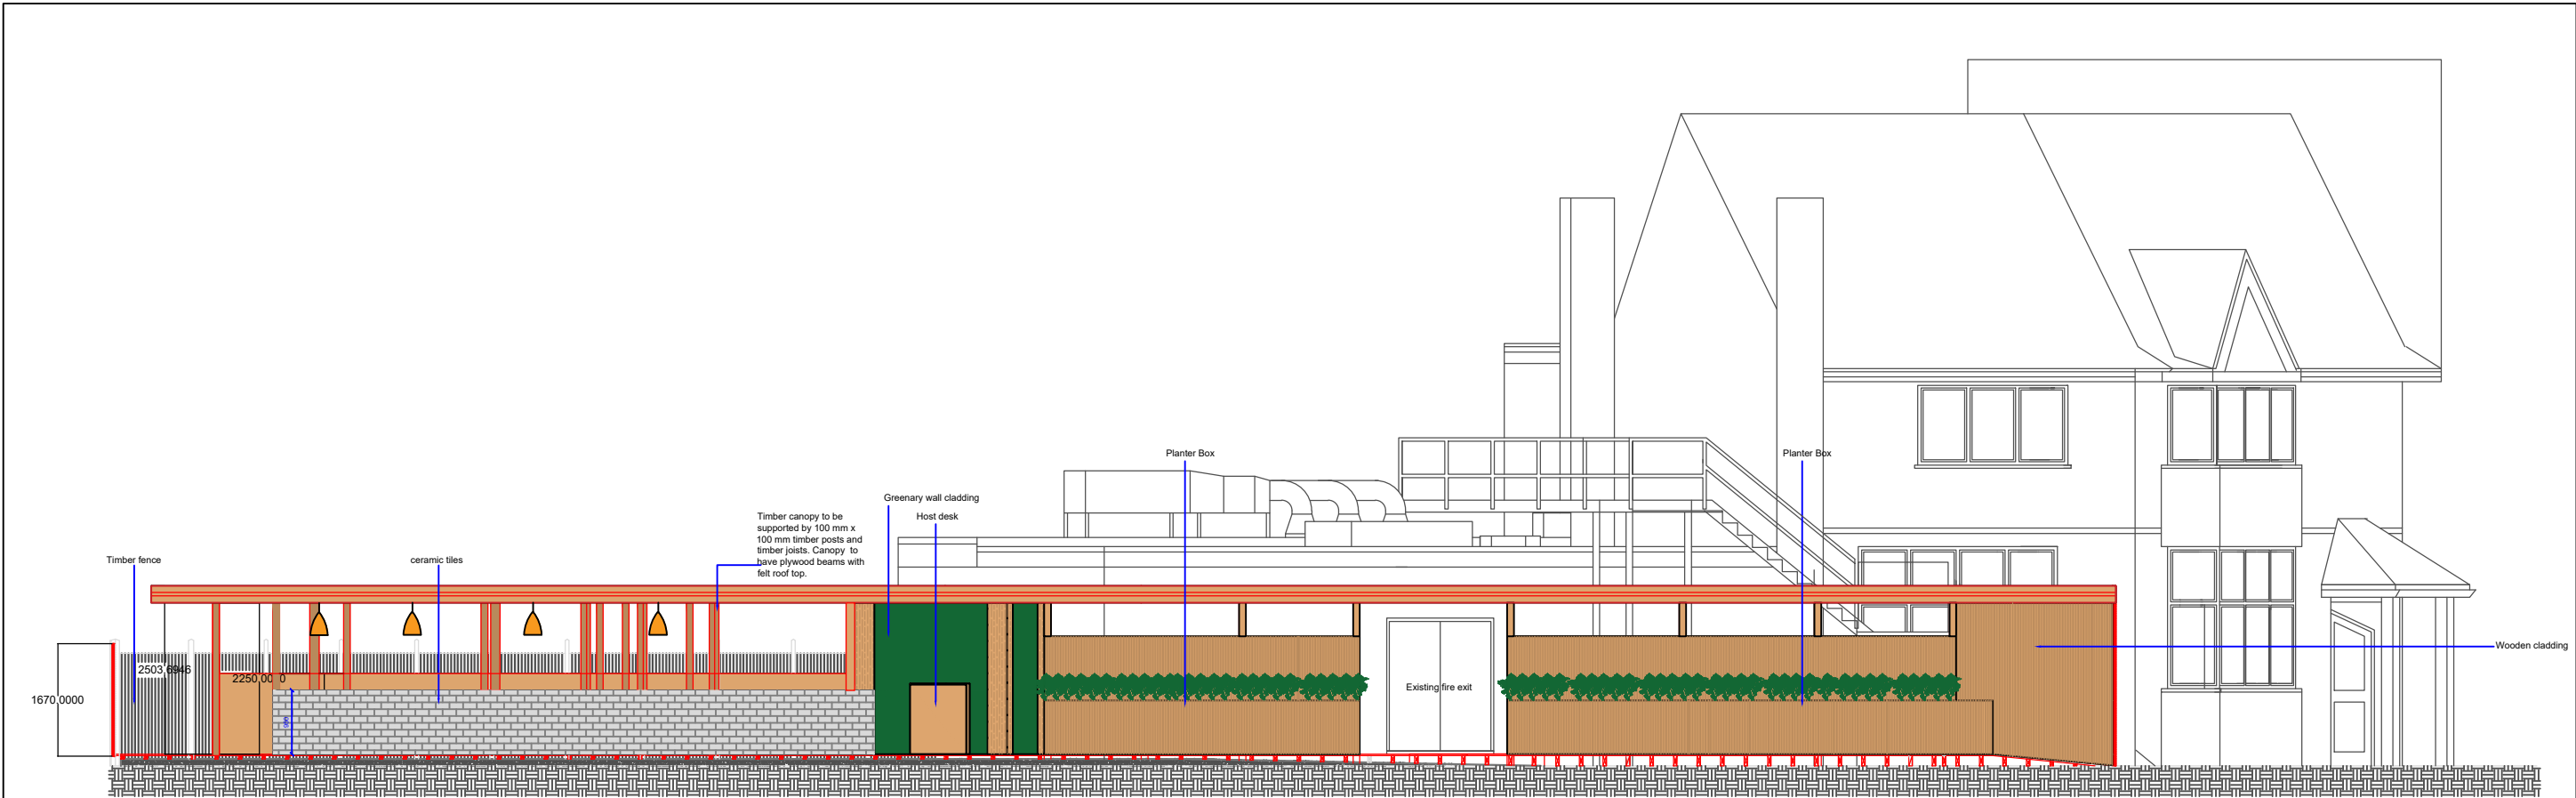 Planter Box
Planter Box
Greenary wall cladding
Host desk
Timber canopy to be
supported by 100 mm x
100 mm timber posts and
timber joists. Canopy to
have plywood beams with
felt roof top.
Timber fence
ceramic tiles
Wooden cladding
2503.6946
2250.0000
Existing fire exit
1670.0000